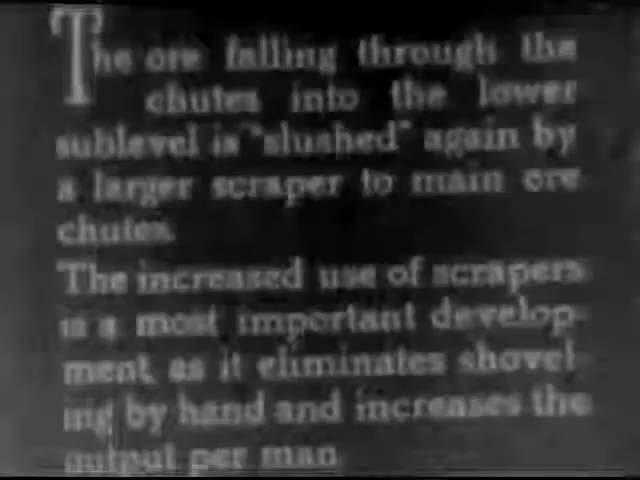 The ore falling through the
chutes into the lower
sublevel is "slushed" again by
a larger scraper to main ore
chutes.
The increased use of scrapers
is a most important develop-
ment, as it eliminates shovel-
ing by hand and increases the
output per man